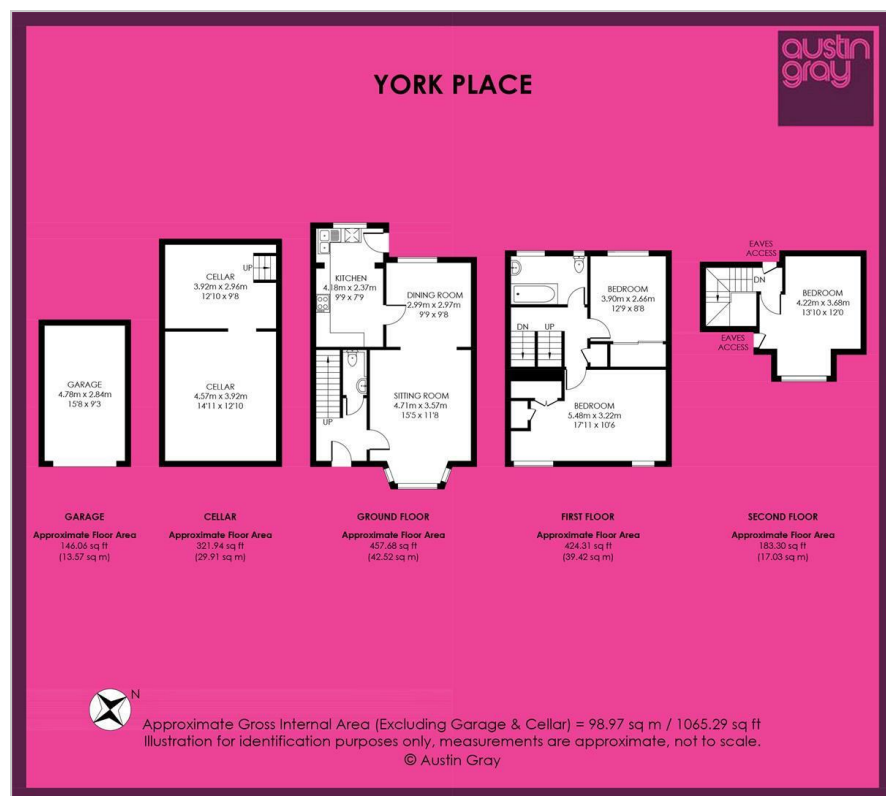 austin
gray
YORK PLACE
CELLAR
3.92m x 2.96m
12'10 x 9'8
UP
CELLAR
4.57m x 3.92m
14'11 x 12'10
GARAGE
4.78m x 2.84m
15'8 x 9'3
KITCHEN
4.18m x 2.37m
9'9 x 7'9
DINING ROOM
2.99m x 2.97m
9'9 x 9'8
SITTING ROOM
4.71m x 3.57m
15'5 x 11'8
UP
BEDROOM
3.90m x 2.66m
12'9 x 8'8
DN
UP
BEDROOM
5.48m x 3.22m
17'11 x 10'6
EAVES
ACCESS
DN
BEDROOM
4.22m x 3.68m
13'10 x 12'0
EAVES
ACCESS
GARAGE
Approximate Floor Area
146.06 sq ft
(13.57 sq m)
CELLAR
Approximate Floor Area
321.94 sq ft
(29.91 sq m)
GROUND FLOOR
Approximate Floor Area
457.68 sq ft
(42.52 sq m)
FIRST FLOOR
Approximate Floor Area
424.31 sq ft
(39.42 sq m)
SECOND FLOOR
Approximate Floor Area
183.30 sq ft
(17.03 sq m)
N
Approximate Gross Internal Area (Excluding Garage & Cellar) = 98.97 sq m / 1065.29 sq ft
Illustration for identification purposes only, measurements are approximate, not to scale.
© Austin Gray